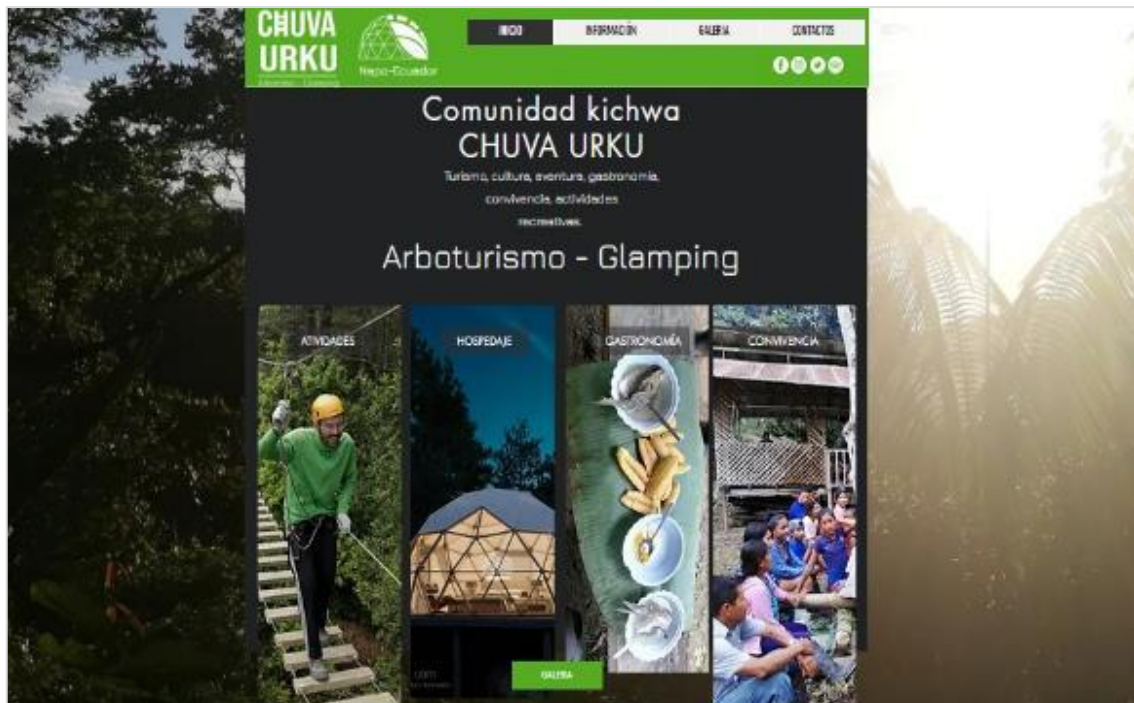 CHUVA
URKU
Napo-Ecuador
INICIO
INFORMACIÓN
GALERIA
CONTACTOS
Comunidad kichwa
CHUVA URKU
Turismo, cultura, aventura, gastronomía,
convivencia, actividades
recreativas.
Arboturismo - Glamping
ATIVIDADES
HOSPEDAJE
GASTRONOMÍA
CONVIVENCIA
com
GALERIA